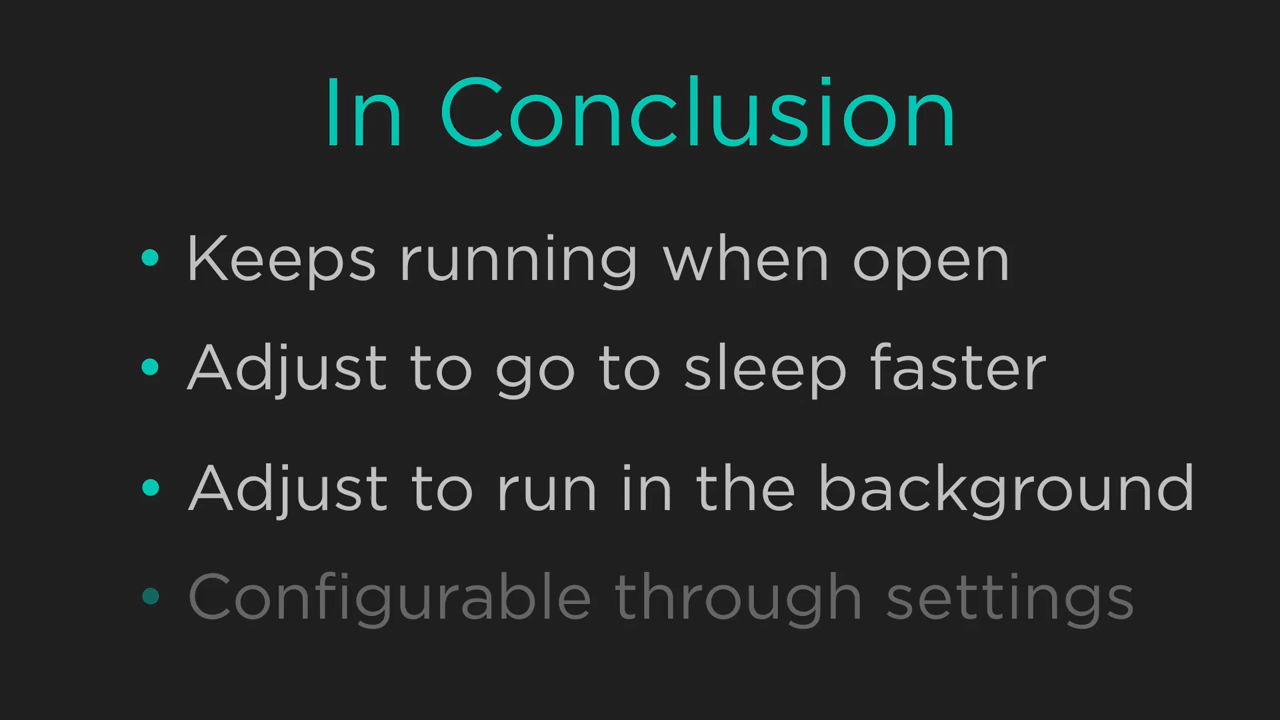 In Conclusion
• Keeps running when open
• Adjust to go to sleep faster
• Adjust to run in the background
• Configurable through settings